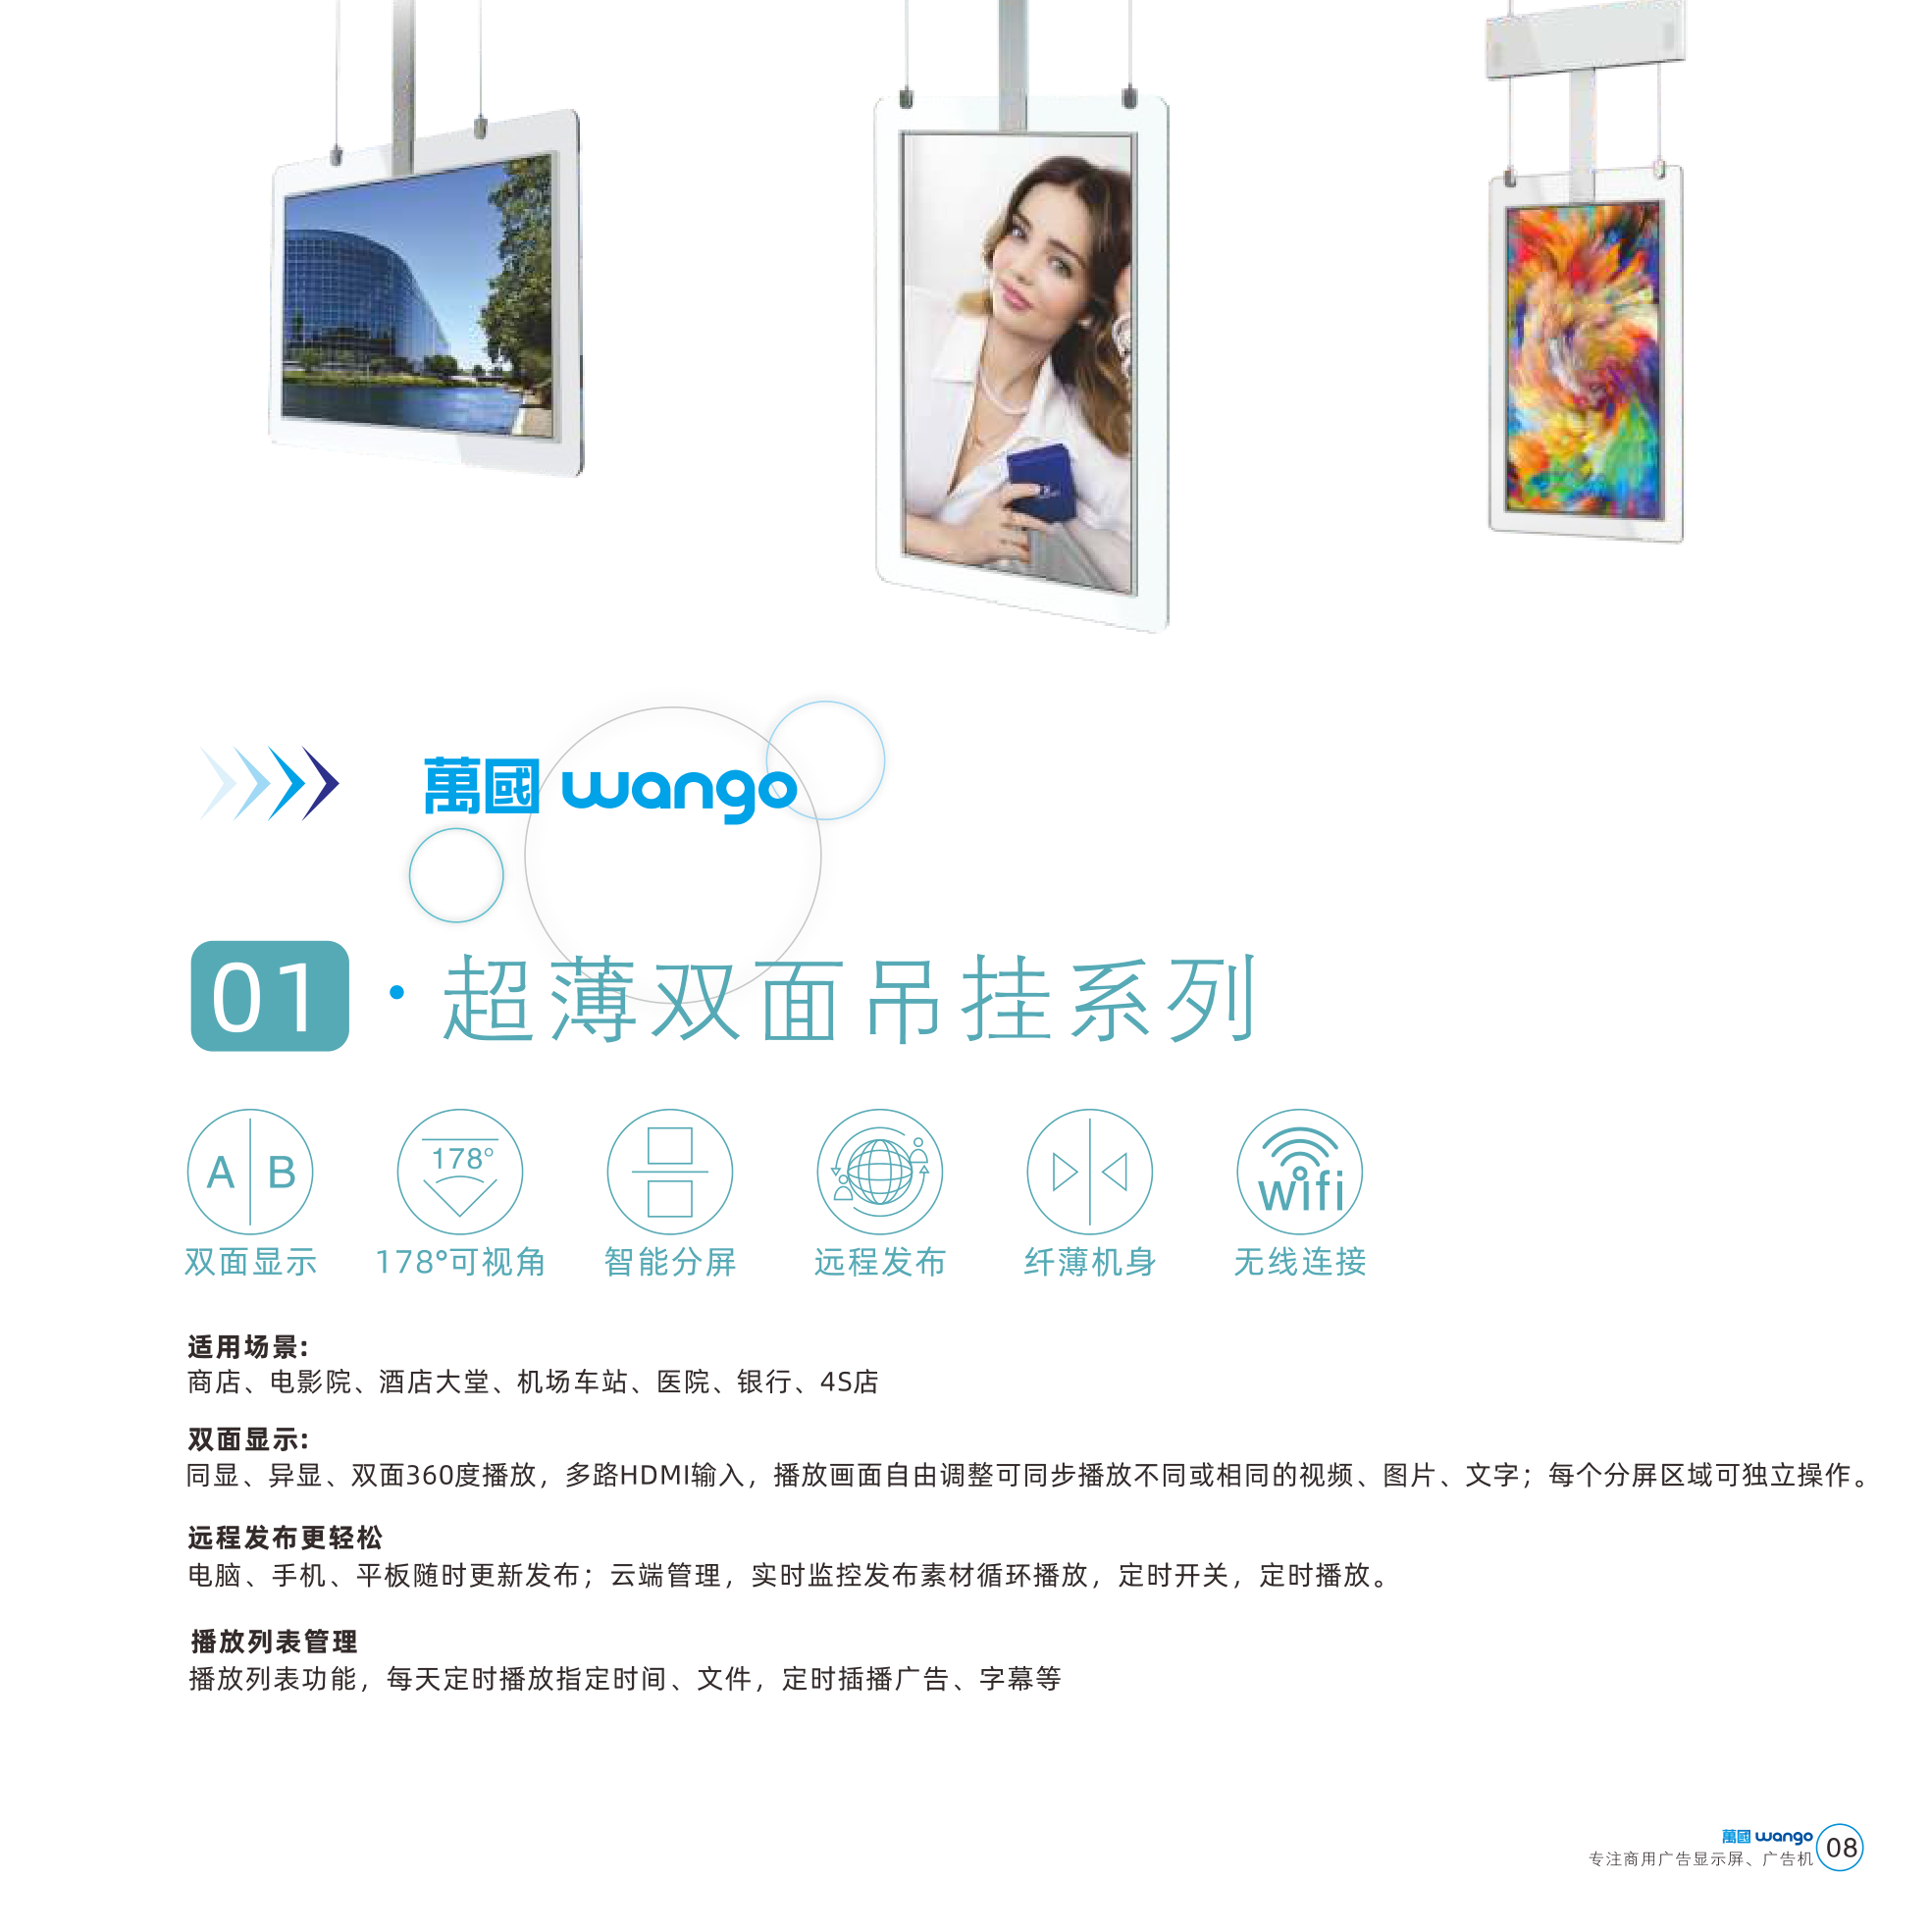 萬國 wango
01 · 超薄双面吊挂系列
A B
178°
wifi
双面显示 178°可视角 智能分屏 远程发布 纤薄机身 无线连接
适用场景:
商店、电影院、酒店大堂、机场车站、医院、银行、4S店
双面显示:
同显、异显、双面360度播放，多路HDMI输入，播放画面自由调整可同步播放不同或相同的视频、图片、文字；每个分屏区域可独立操作。
远程发布更轻松
电脑、手机、平板随时更新发布；云端管理，实时监控发布素材循环播放，定时开关，定时播放。
播放列表管理
播放列表功能，每天定时播放指定时间、文件，定时插播广告、字幕等
萬國 wango
专注商用广告显示屏、广告机
08